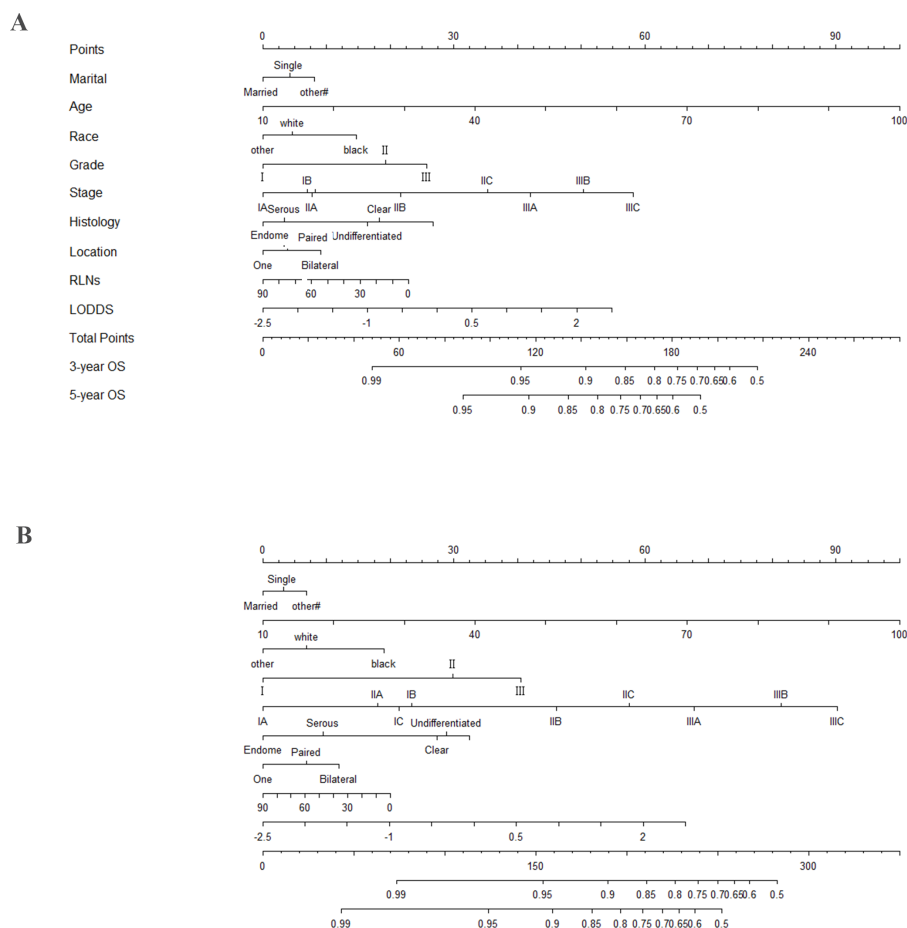 A
Points 0 30 60 90
Marital
Single
Married other#
Age
10 40 70 100
Race
white
other black
Grade
II
I III
Stage
IB IIC IIIB
IA IIA IIB IIIA IIIC
Histology
Serous Clear
Endome Paired Undifferentiated
Location
One Bilateral
RLNs
90 60 30 0
LODDS
-2.5 -1 0.5 2
Total Points
0 60 120 180 240
3-year OS
0.99 0.95 0.9 0.85 0.8 0.75 0.70 0.65 0.6 0.5
5-year OS
0.95 0.9 0.85 0.8 0.75 0.70 0.65 0.6 0.5
B
0 30 60 90
Single
Married other#
10 40 70 100
white
other black
II
I III
IIA IB IIC IIIB
IA IC IIB IIIA IIIC
Serous Undifferentiated
Endome Clear
Paired
One Bilateral
90 60 30 0
-2.5 -1 0.5 2
0 150 300
0.99 0.95 0.9 0.85 0.8 0.75 0.70 0.65 0.6 0.5
0.99 0.95 0.9 0.85 0.8 0.75 0.70 0.65 0.6 0.5